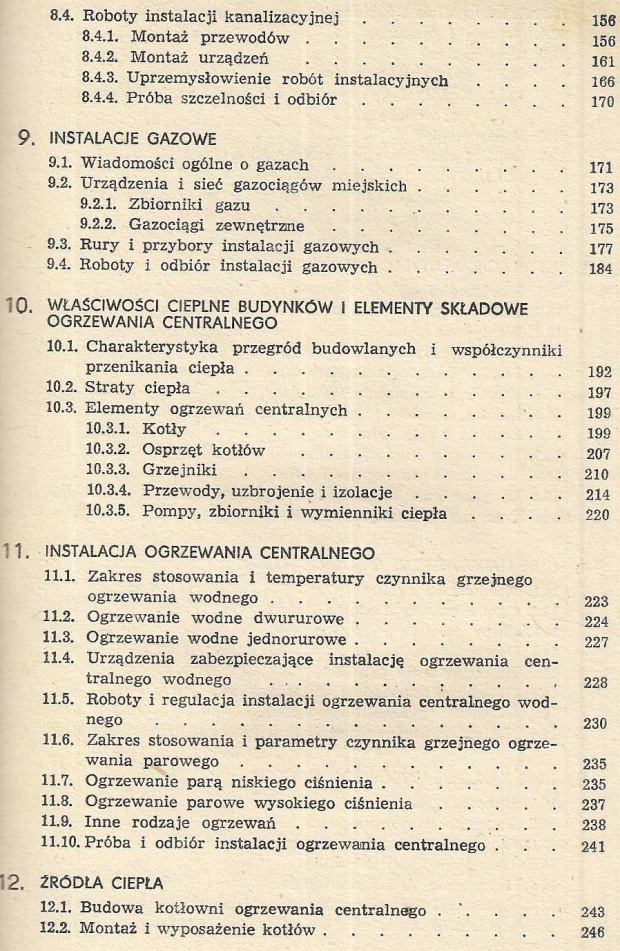 8.4. Roboty instalacji kanalizacyjnej . . . . . . . . 156
8.4.1. Montaż przewodów . . . . . . . . . . 156
8.4.2. Montaż urządzeń . . . . . . . . . . 161
8.4.3. Uprzemysłowienie robót instalacyjnych . . . . 166
8.4.4. Próba szczelności i odbiór . . . . . . . . 170
9. INSTALACJE GAZOWE
9.1. Wiadomości ogólne o gazach . . . . . . . . . 171
9.2. Urządzenia i sieć gazociągów miejskich . . . . . . 173
9.2.1. Zbiorniki gazu . . . . . . . . . . . 173
9.2.2. Gazociągi zewnętrzne . . . . . . . . . 175
9.3. Rury i przybory instalacji gazowych . . . . . . . 177
9.4. Roboty i odbiór instalacji gazowych . . . . . . . 184
10. WŁAŚCIWOŚCI CIEPLNE BUDYNKÓW I ELEMENTY SKŁADOWE
OGRZEWANIA CENTRALNEGO
10.1. Charakterystyka przegród budowlanych i współczynniki
przenikania ciepła . . . . . . . . . . . . 192
10.2. Straty ciepła . . . . . . . . . . . . . 197
10.3. Elementy ogrzewań centralnych . . . . . . . . 199
10.3.1. Kotły . . . . . . . . . . . . . 199
10.3.2. Osprzęt kotłów . . . . . . . . . . 207
10.3.3. Grzejniki . . . . . . . . . . . . 210
10.3.4. Przewody, uzbrojenie i izolacje . . . . . . 214
10.3.5. Pompy, zbiorniki i wymienniki ciepła . . . . 220
11. INSTALACJA OGRZEWANIA CENTRALNEGO
11.1. Zakres stosowania i temperatury czynnika grzejnego
ogrzewania wodnego . . . . . . . . . . . 223
11.2. Ogrzewanie wodne dwururowe . . . . . . . . 224
11.3. Ogrzewanie wodne jednorurowe . . . . . . . . 227
11.4. Urządzenia zabezpieczające instalację ogrzewania cen-
tralnego wodnego . . . . . . . . . . . . 228
11.5. Roboty i regulacja instalacji ogrzewania centralnego wod-
nego . . . . . . . . . . . . . . . 230
11.6. Zakres stosowania i parametry czynnika grzejnego ogrze-
wania parowego . . . . . . . . . . . . 235
11.7. Ogrzewanie parą niskiego ciśnienia . . . . . . . 235
11.8. Ogrzewanie parowe wysokiego ciśnienia . . . . . 237
11.9. Inne rodzaje ogrzewań . . . . . . . . . . 238
11.10. Próba i odbiór instalacji ogrzewania centralnego . . . 241
12. ŹRÓDŁA CIEPŁA
12.1. Budowa kotłowni ogrzewania centralnego . . . . . 243
12.2. Montaż i wyposażenie kotłów . . . . . . . . . 246